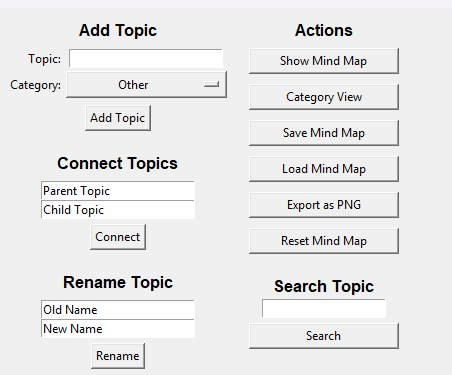 Add Topic
Topic:
Category: Other
Add Topic
Connect Topics
Parent Topic
Child Topic
Connect
Rename Topic
Old Name
New Name
Rename
Actions
Show Mind Map
Category View
Save Mind Map
Load Mind Map
Export as PNG
Reset Mind Map
Search Topic
Search